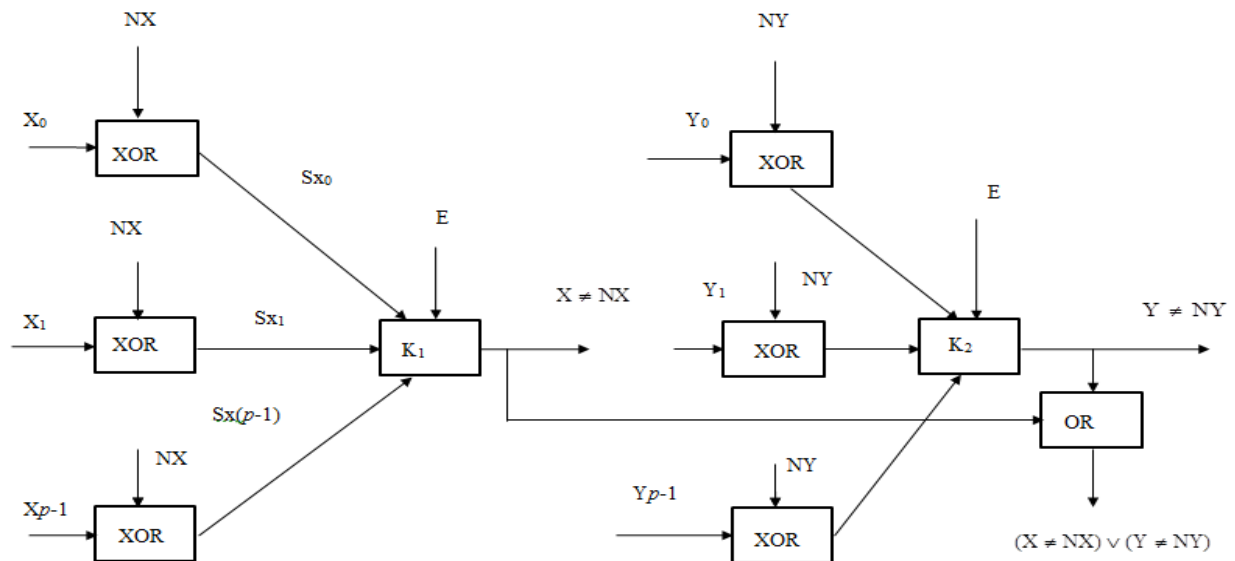 NX
NY
X₀
XOR
Y₀
XOR
Sx₀
E
E
NX
X₁
XOR
Sx₁
K₁
X ≠ NX
Y₁
NY
XOR
K₂
Y ≠ NY
Sx(p-1)
OR
NX
Xp-1
XOR
Yp-1
NY
XOR
(X ≠ NX) ∨ (Y ≠ NY)